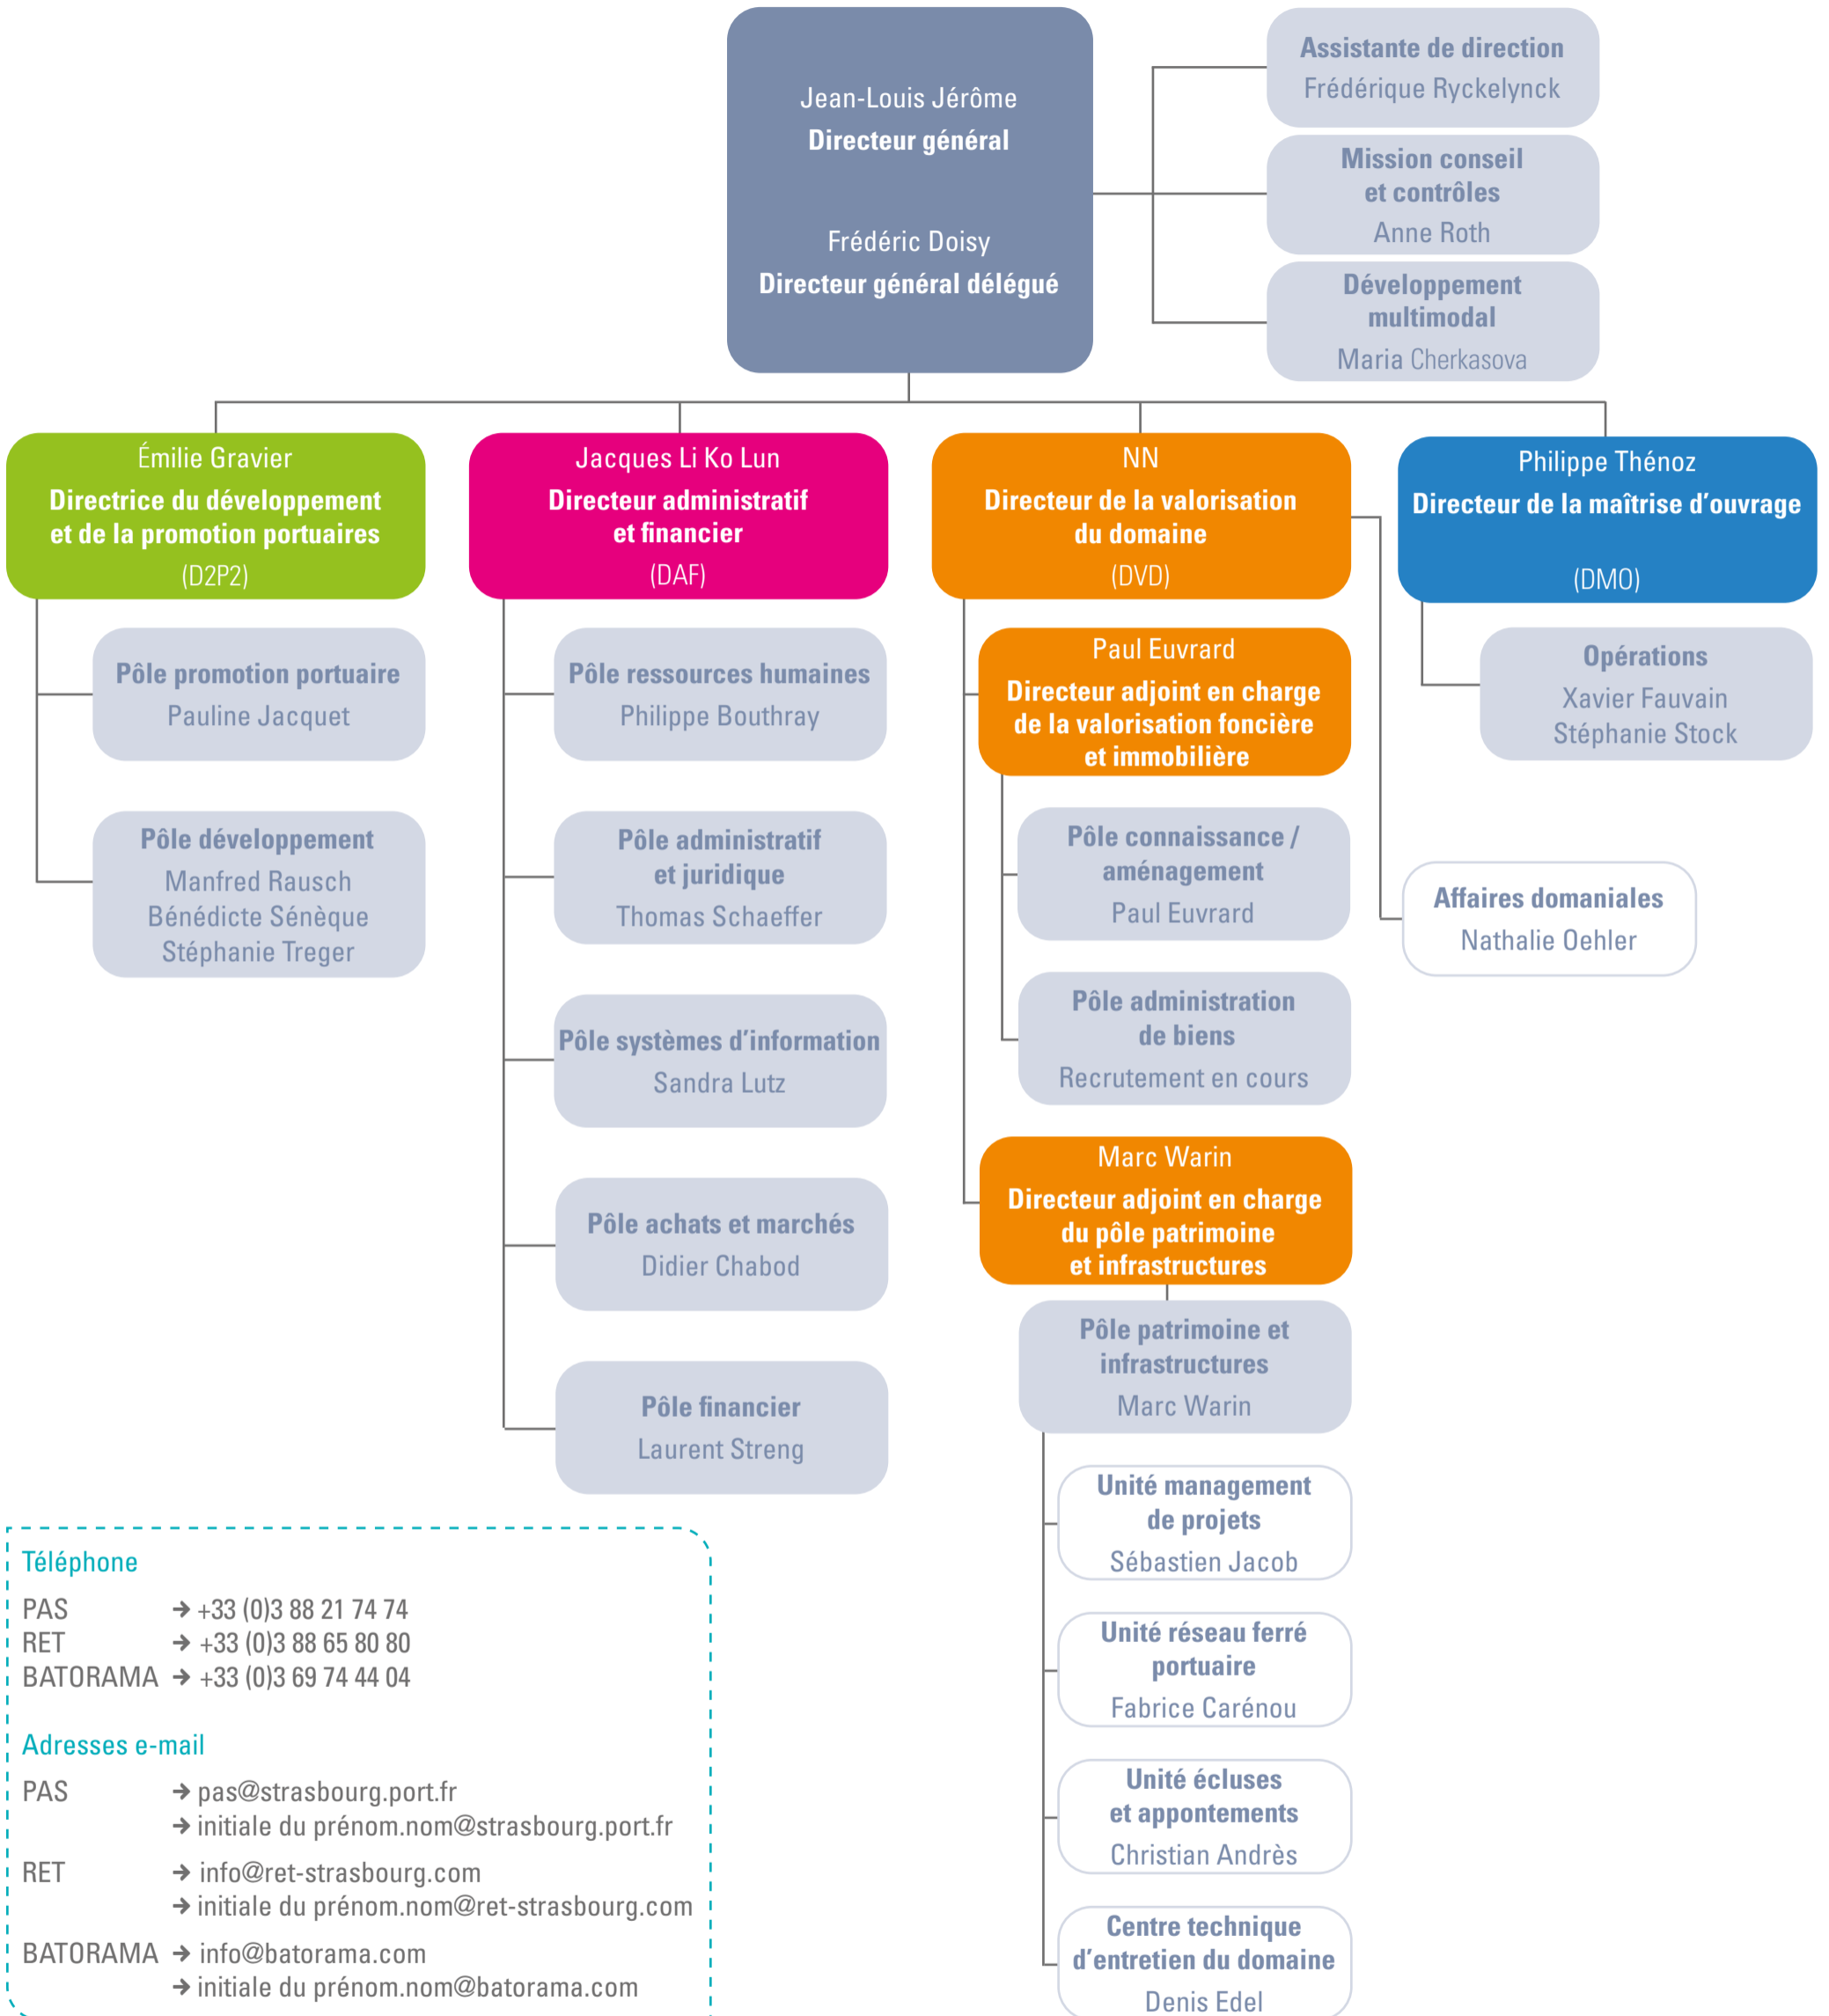 Jean-Louis Jérôme
Directeur général
Frédéric Doisy
Directeur général délégué
Assistante de direction
Frédérique Ryckelynck
Mission conseil
et contrôles
Anne Roth
Développement
multimodal
Maria Cherkasova
Émilie Gravier
Directrice du développement
et de la promotion portuaires
(D2P2)
Pôle promotion portuaire
Pauline Jacquet
Pôle développement
Manfred Rausch
Bénédicte Sénèque
Stéphanie Treger
Jacques Li Ko Lun
Directeur administratif
et financier
(DAF)
Pôle ressources humaines
Philippe Bouthray
Pôle administratif
et juridique
Thomas Schaeffer
Pôle systèmes d’information
Sandra Lutz
Pôle achats et marchés
Didier Chabod
Pôle financier
Laurent Streng
NN
Directeur de la valorisation
du domaine
(DVD)
Paul Euvrard
Directeur adjoint en charge
de la valorisation foncière
et immobilière
Pôle connaissance /
aménagement
Paul Euvrard
Pôle administration
de biens
Recrutement en cours
Marc Warin
Directeur adjoint en charge
du pôle patrimoine
et infrastructures
Pôle patrimoine et
infrastructures
Marc Warin
Unité management
de projets
Sébastien Jacob
Unité réseau ferré
portuaire
Fabrice Carénou
Unité écluses
et appontements
Christian Andrès
Centre technique
d’entretien du domaine
Denis Edel
Philippe Thénoz
Directeur de la maîtrise d’ouvrage
(DMO)
Opérations
Xavier Fauvain
Stéphanie Stock
Affaires domaniales
Nathalie Oehler
Téléphone
PAS → +33 (0)3 88 21 74 74
RET → +33 (0)3 88 65 80 80
BATORAMA → +33 (0)3 69 74 44 04
Adresses e-mail
PAS → pas@strasbourg.port.fr
→ initiale du prénom.nom@strasbourg.port.fr
RET → info@ret-strasbourg.com
→ initiale du prénom.nom@ret-strasbourg.com
BATORAMA → info@batorama.com
→ initiale du prénom.nom@batorama.com